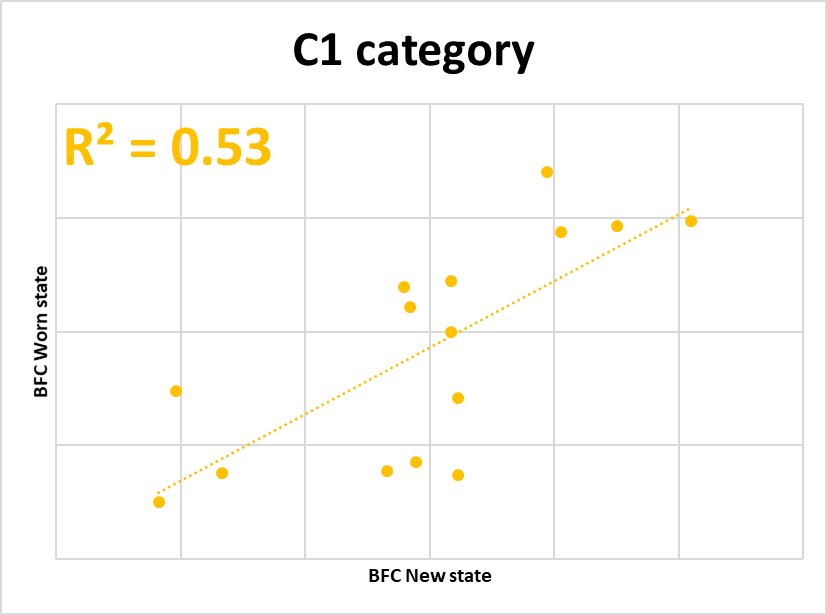 C1 category
R² = 0.53
BFC Worn state
BFC New state